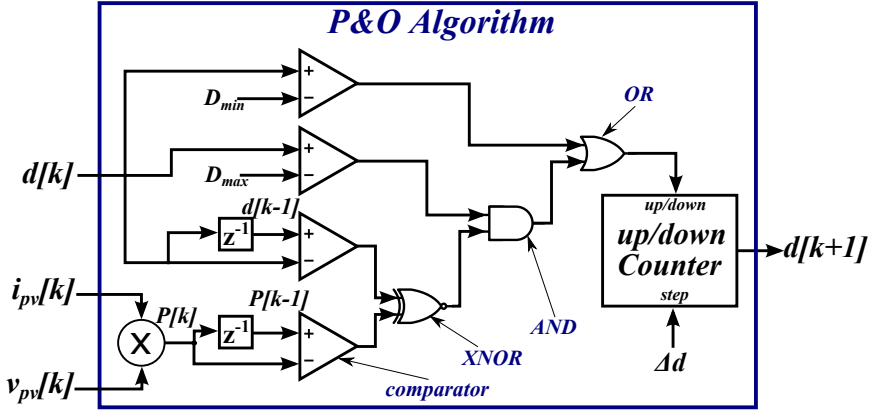 P&O Algorithm
+
−
D_min
OR
d[k]
+
−
D_max
up/down
up/down
Counter
step
d[k+1]
d[k-1]
z⁻¹
+
−
AND
i_pv[k]
P[k]
P[k-1]
z⁻¹
+
−
XNOR
X
v_pv[k]
comparator
Δd